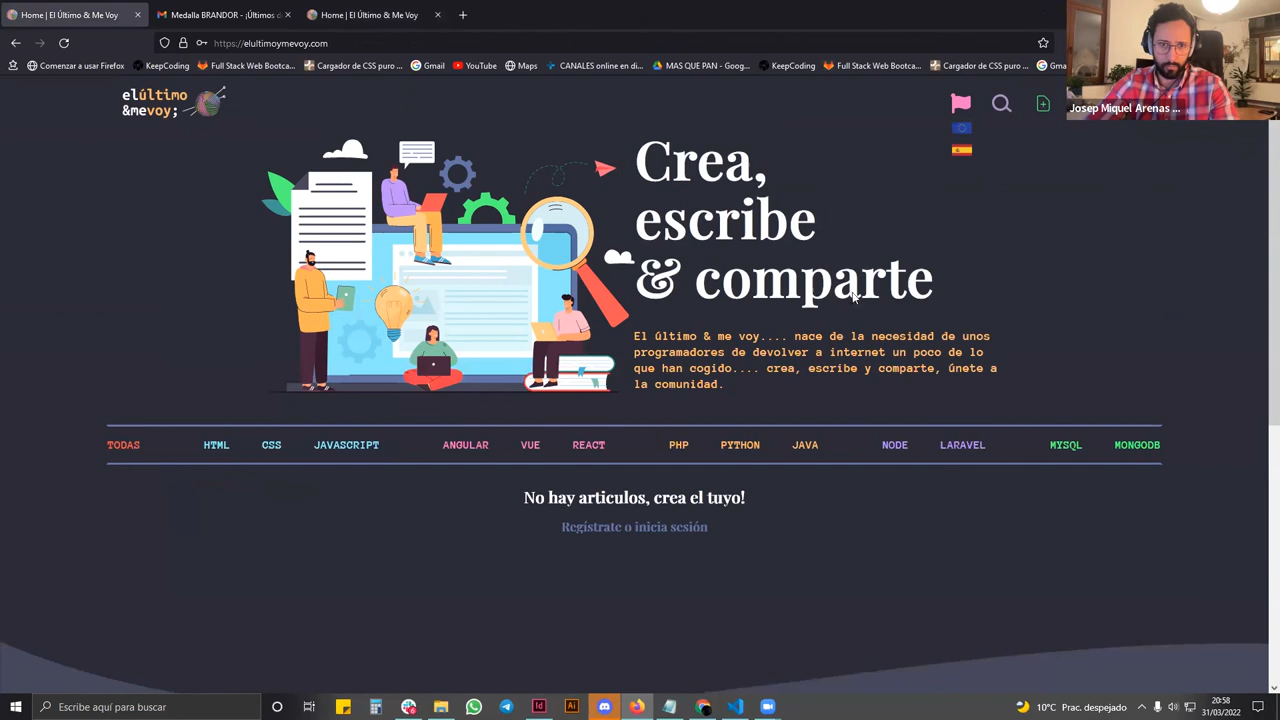 Home | El Último & Me Voy
Medalla BRANDOR - ¡Últimos d
Home | El Último & Me Voy
https://elultimoymevoy.com
Comenzar a usar Firefox
KeepCoding
Full Stack Web Bootca...
Cargador de CSS puro ...
Gmail
YouTube
Maps
CANALES online en di...
MAS QUE PAN - Goog...
KeepCoding
Full Stack Web Bootca...
Cargador de CSS puro ...
Gma
Josep Miquel Arenas ...
elúltimo
&mevoy;
Crea,
escribe
& comparte
El último & me voy.... nace de la necesidad de unos
programadores de devolver a internet un poco de lo
que han cogido.... crea, escribe y comparte, únete a
la comunidad.
TODAS HTML CSS JAVASCRIPT ANGULAR VUE REACT PHP PYTHON JAVA NODE LARAVEL MYSQL MONGODB
No hay articulos, crea el tuyo!
Regístrate o inicia sesión
Escribe aquí para buscar
10°C Prac. despejado
20:58
31/03/2022